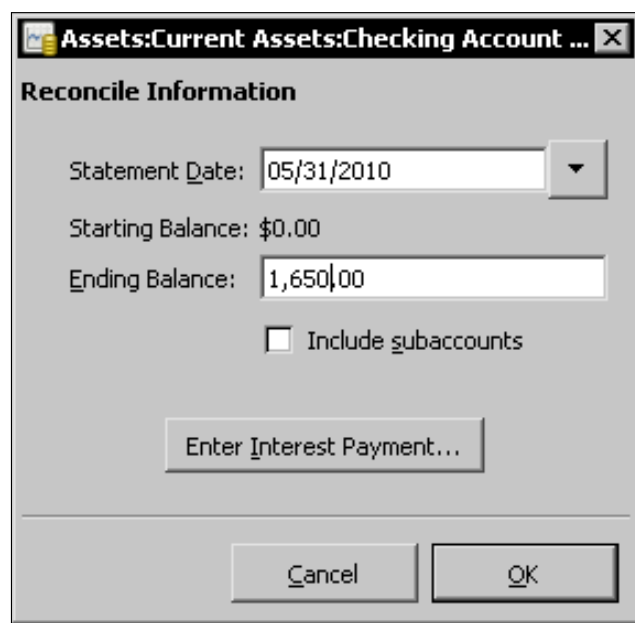 Assets:Current Assets:Checking Account ...
Reconcile Information
Statement Date: 05/31/2010
Starting Balance: $0.00
Ending Balance: 1,650.00
Include subaccounts
Enter Interest Payment...
Cancel OK